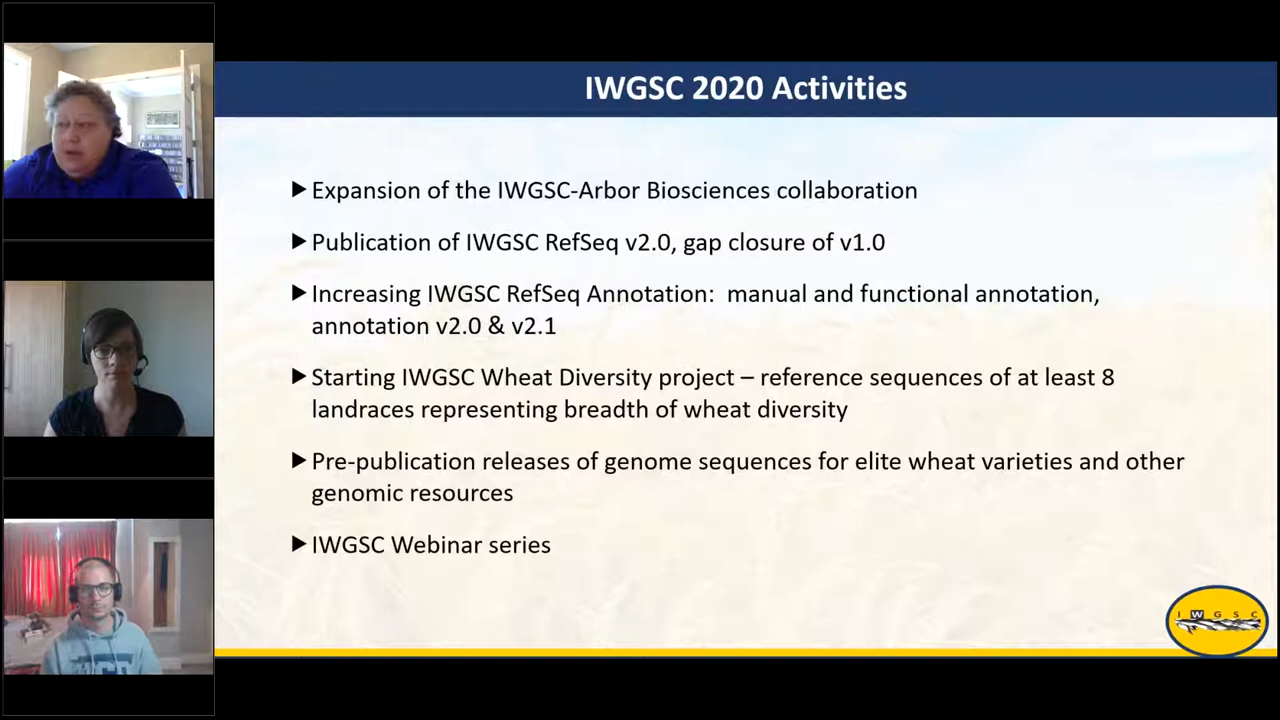 IWGSC 2020 Activities
Expansion of the IWGSC-Arbor Biosciences collaboration
Publication of IWGSC RefSeq v2.0, gap closure of v1.0
Increasing IWGSC RefSeq Annotation: manual and functional annotation,
annotation v2.0 & v2.1
Starting IWGSC Wheat Diversity project – reference sequences of at least 8
landraces representing breadth of wheat diversity
Pre-publication releases of genome sequences for elite wheat varieties and other
genomic resources
IWGSC Webinar series
I W G S C